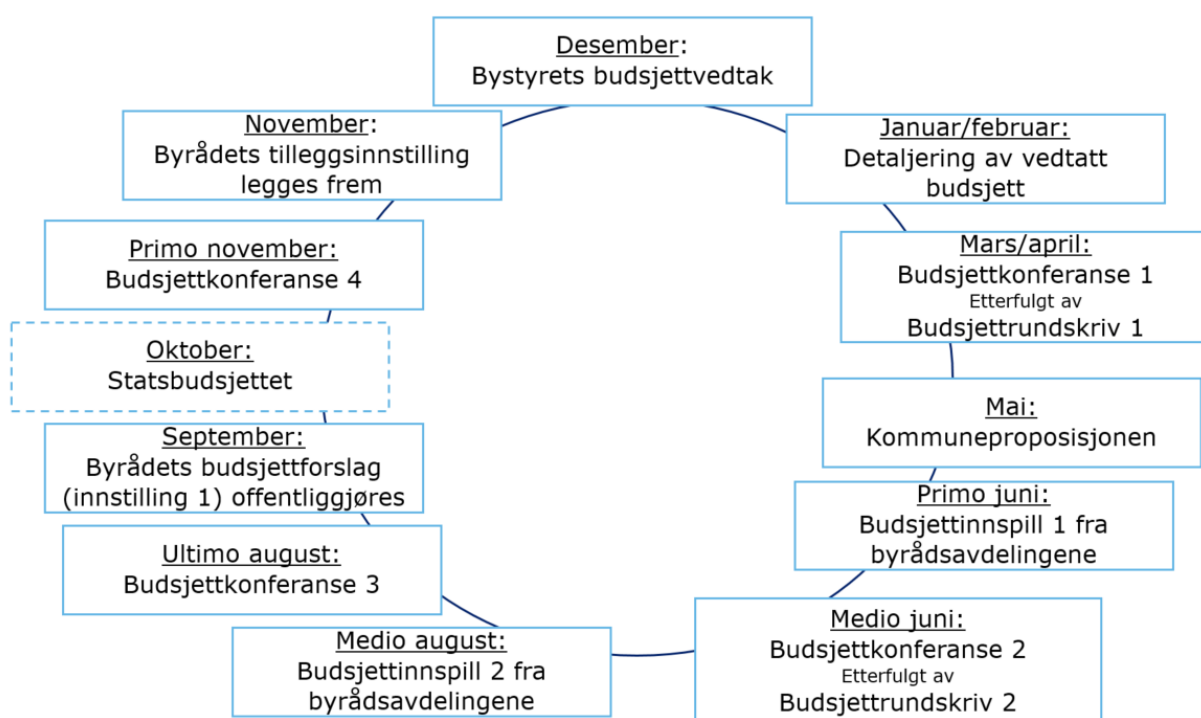 Desember:
Bystyrets budsjettvedtak
Januar/februar:
Detaljering av vedtatt
budsjett
Mars/april:
Budsjettkonferanse 1
Etterfulgt av
Budsjettrundskriv 1
Mai:
Kommuneproposisjonen
Primo juni:
Budsjettinnspill 1 fra
byrådsavdelingene
Medio juni:
Budsjettkonferanse 2
Etterfulgt av
Budsjettrundskriv 2
Medio august:
Budsjettinnspill 2 fra
byrådsavdelingene
Ultimo august:
Budsjettkonferanse 3
September:
Byrådets budsjettforslag
(innstilling 1) offentliggjøres
Oktober:
Statsbudsjettet
Primo november:
Budsjettkonferanse 4
November:
Byrådets tilleggsinnstilling
legges frem